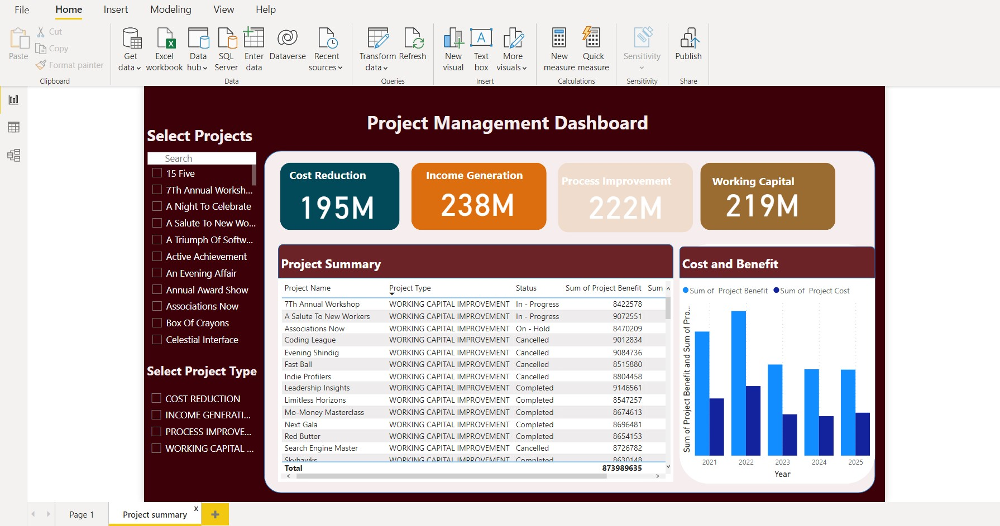 File Home Insert Modeling View Help
Paste
Cut
Copy
Format painter
Clipboard
Get data
Excel workbook
Data hub
SQL Server
Enter data
Dataverse
Recent sources
Data
Transform data
Refresh
Queries
New visual
Text box
More visuals
Insert
New measure
Quick measure
Calculations
Sensitivity
Sensitivity
Publish
Share
Project Management Dashboard
Select Projects
Search
15 Five
7Th Annual Worksh...
A Night To Celebrate
A Salute To New Wo...
A Triumph Of Softw...
Active Achievement
An Evening Affair
Annual Award Show
Associations Now
Box Of Crayons
Celestial Interface
Select Project Type
COST REDUCTION
INCOME GENERATI...
PROCESS IMPROVE...
WORKING CAPITAL ...
Cost Reduction
195M
Income Generation
238M
Process Improvement
222M
Working Capital
219M
Project Summary
Project Name Project Type Status Sum of Project Benefit Sum
7Th Annual Workshop WORKING CAPITAL IMPROVEMENT In - Progress 8422578
A Salute To New Workers WORKING CAPITAL IMPROVEMENT In - Progress 9072551
Associations Now WORKING CAPITAL IMPROVEMENT On - Hold 8470209
Coding League WORKING CAPITAL IMPROVEMENT Cancelled 9012834
Evening Shindig WORKING CAPITAL IMPROVEMENT Cancelled 9084736
Fast Ball WORKING CAPITAL IMPROVEMENT Cancelled 8515880
Indie Profilers WORKING CAPITAL IMPROVEMENT Cancelled 8804458
Leadership Insights WORKING CAPITAL IMPROVEMENT Completed 9146561
Limitless Horizons WORKING CAPITAL IMPROVEMENT Completed 8547257
Mo-Money Masterclass WORKING CAPITAL IMPROVEMENT Completed 8674613
Next Gala WORKING CAPITAL IMPROVEMENT Completed 8696481
Red Butter WORKING CAPITAL IMPROVEMENT Completed 8654153
Search Engine Master WORKING CAPITAL IMPROVEMENT Cancelled 8726782
Skyhawks WORKING CAPITAL IMPROVEMENT Completed 8630148
Total 873989635
Cost and Benefit
Sum of Project Benefit Sum of Project Cost
Sum of Project Benefit and Sum of Pro...
2021 2022 2023 2024 2025
Year
Page 1
Project summary x
+